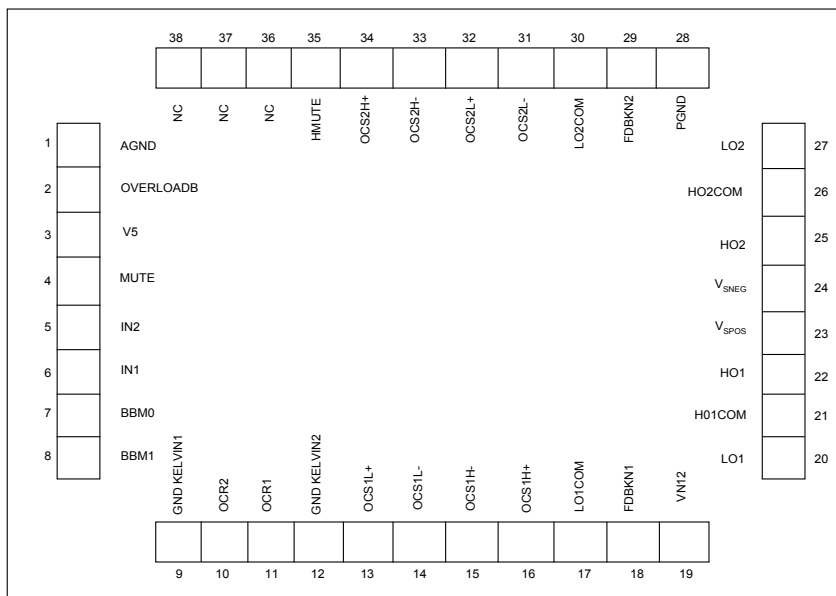 38 37 36 35 34 33 32 31 30 29 28
NC
NC
NC
HMUTE
OCS2H+
OCS2H-
OCS2L+
OCS2L-
LO2COM
FDBKN2
PGND
1 AGND
2 OVERLOADB
3 V5
4 MUTE
5 IN2
6 IN1
7 BBM0
8 BBM1
LO2 27
HO2COM 26
HO2 25
VSNEG 24
VSPOS 23
HO1 22
H01COM 21
LO1 20
GND KELVIN1
OCR2
OCR1
GND KELVIN2
OCS1L+
OCS1L-
OCS1H-
OCS1H+
LO1COM
FDBKN1
VN12
9 10 11 12 13 14 15 16 17 18 19